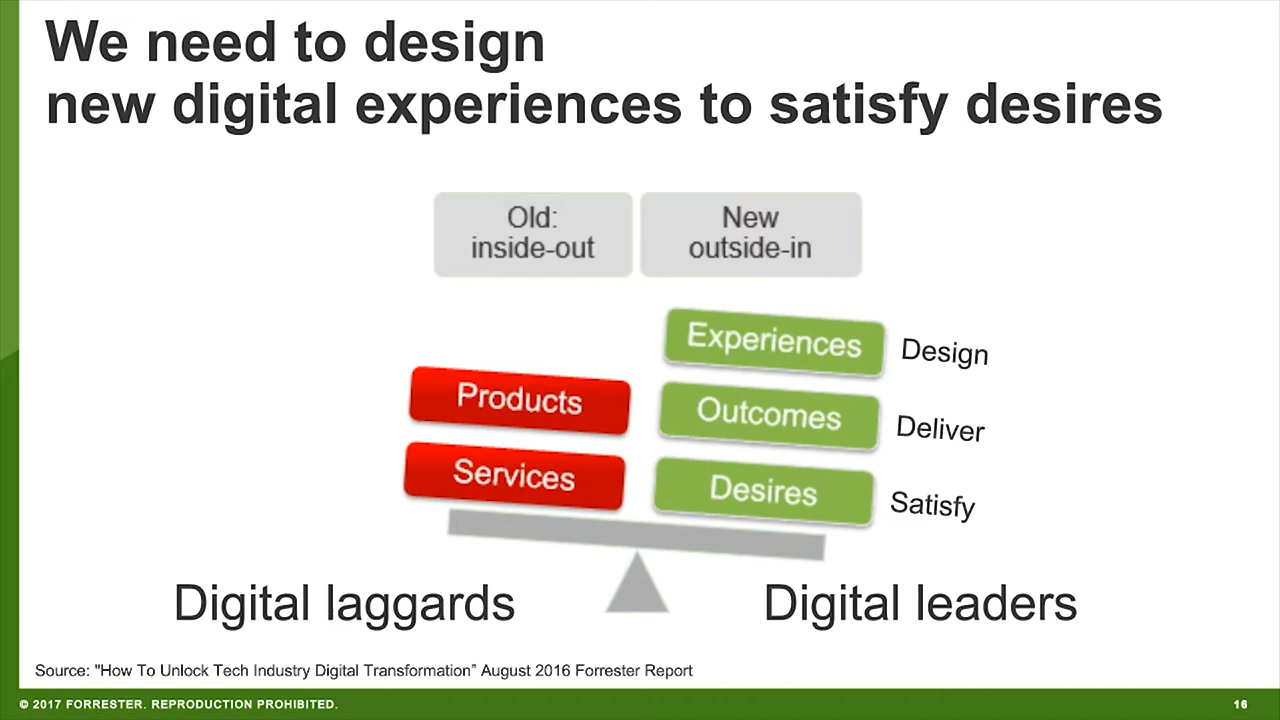 We need to design
new digital experiences to satisfy desires
Old:
inside-out
New
outside-in
Experiences
Design
Products
Outcomes
Deliver
Services
Desires
Satisfy
Digital laggards
Digital leaders
Source: "How To Unlock Tech Industry Digital Transformation” August 2016 Forrester Report
© 2017 FORRESTER. REPRODUCTION PROHIBITED.
16